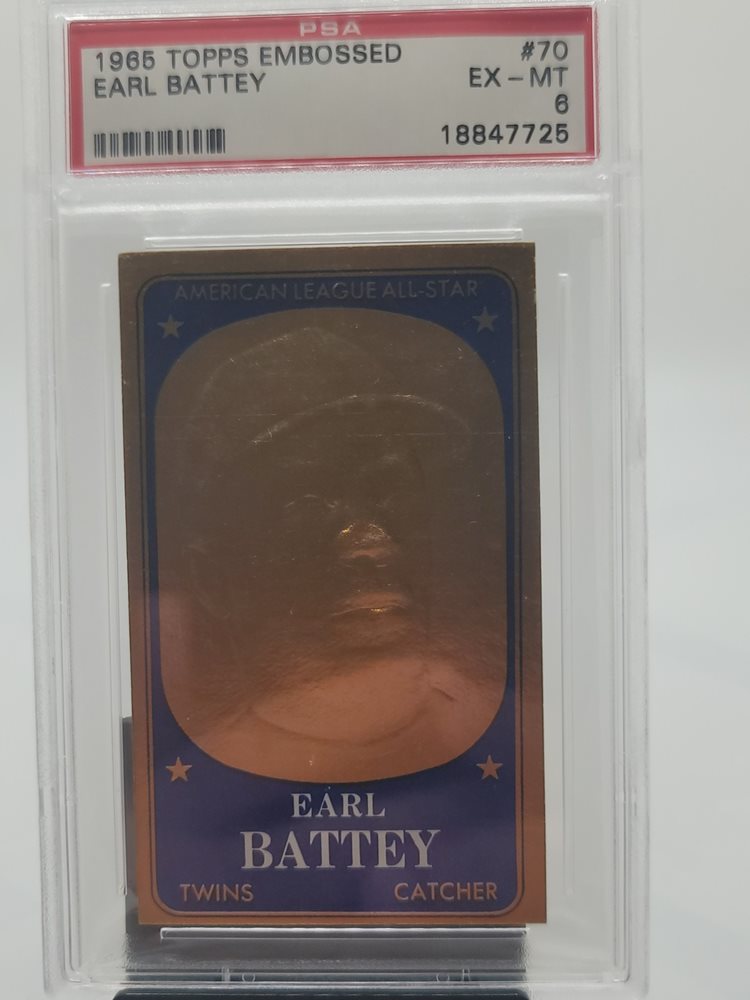 PSA
1965 TOPPS EMBOSSED #70
EARL BATTEY EX-MT
6
18847725
AMERICAN LEAGUE ALL-STAR
EARL
BATTEY
TWINS CATCHER